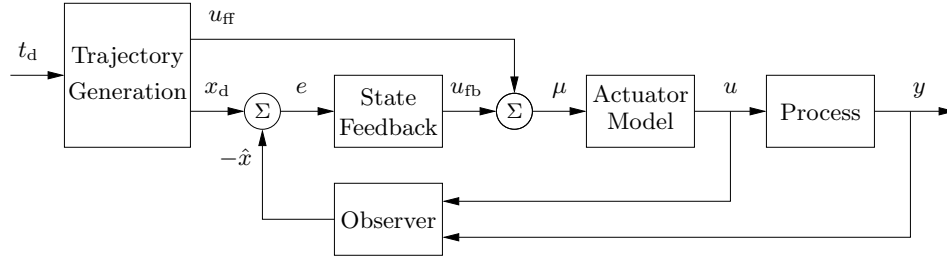 u_ff
t_d
Trajectory
Generation
x_d
Σ
e
State
Feedback
u_fb
Σ
μ
Actuator
Model
u
Process
y
−x̂
Observer